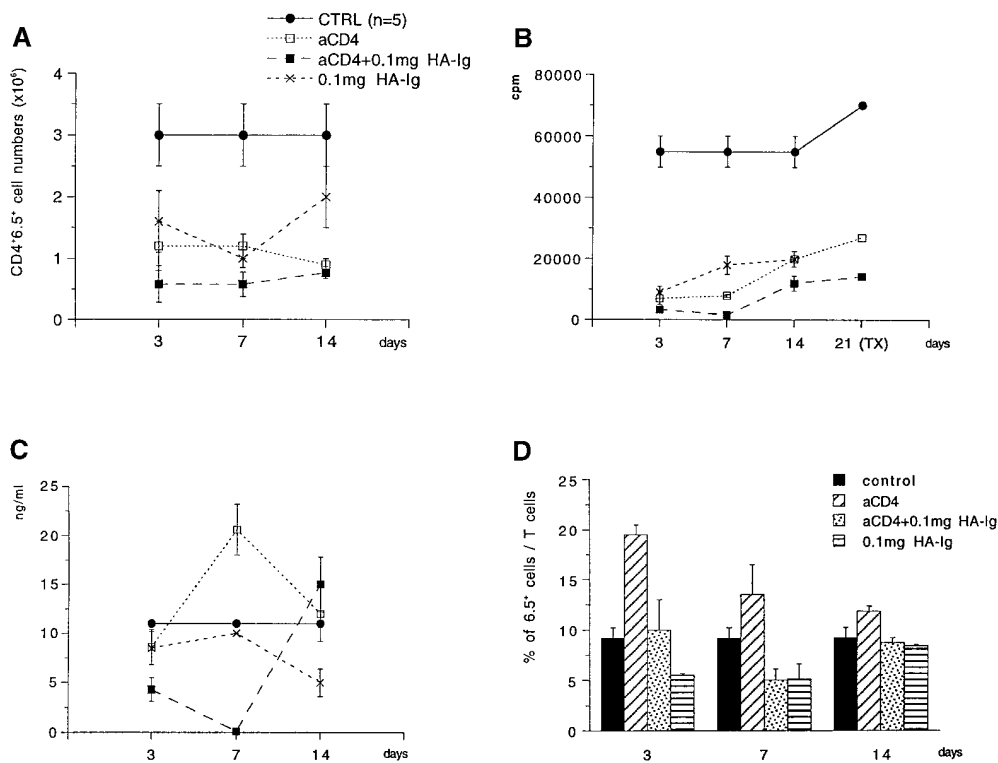 A
CTRL (n=5)
aCD4
aCD4+0.1mg HA-Ig
0.1mg HA-Ig
CD4⁺6.5⁺ cell numbers (x10⁶)
4
3
2
1
0
3 7 14 days
B
cpm
80000
60000
40000
20000
0
3 7 14 21 (TX) days
C
ng/ml
25
20
15
10
5
0
3 7 14 days
D
control
aCD4
aCD4+0.1mg HA-Ig
0.1mg HA-Ig
% of 6.5⁺ cells / T cells
25
20
15
10
5
0
3 7 14 days